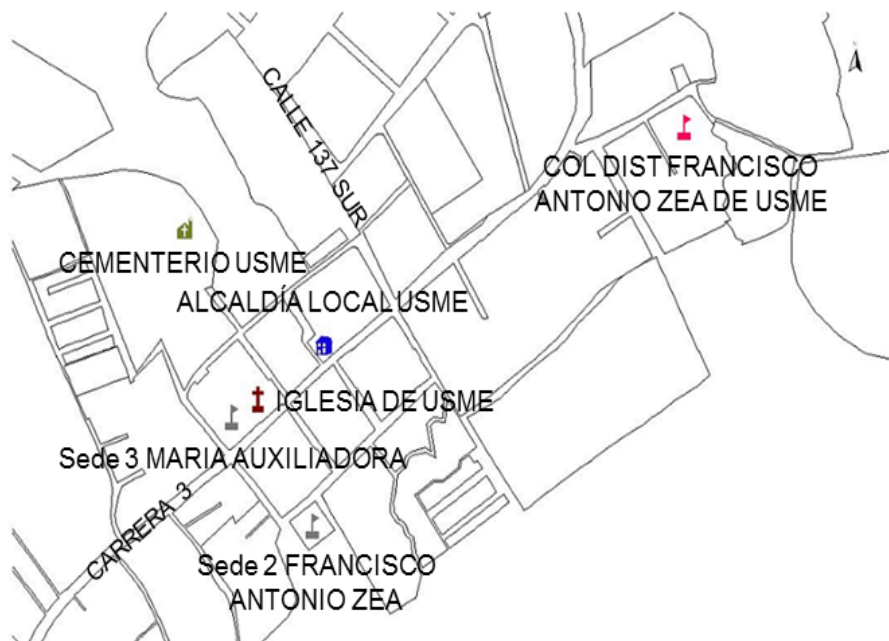 CALLE 137 SUR
COL DIST FRANCISCO
ANTONIO ZEA DE USME
CEMENTERIO USME
ALCALDÍA LOCAL USME
IGLESIA DE USME
Sede 3 MARIA AUXILIADORA
CARRERA 3
Sede 2 FRANCISCO
ANTONIO ZEA